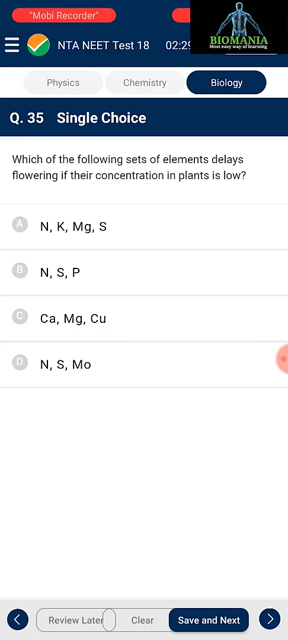 "Mobi Recorder"
NTA NEET Test 18 02:29
BIOMANIA
Most easy way of learning
Physics Chemistry Biology
Q. 35 Single Choice
Which of the following sets of elements delays
flowering if their concentration in plants is low?
A N, K, Mg, S
B N, S, P
C Ca, Mg, Cu
D N, S, Mo
Review Later Clear Save and Next